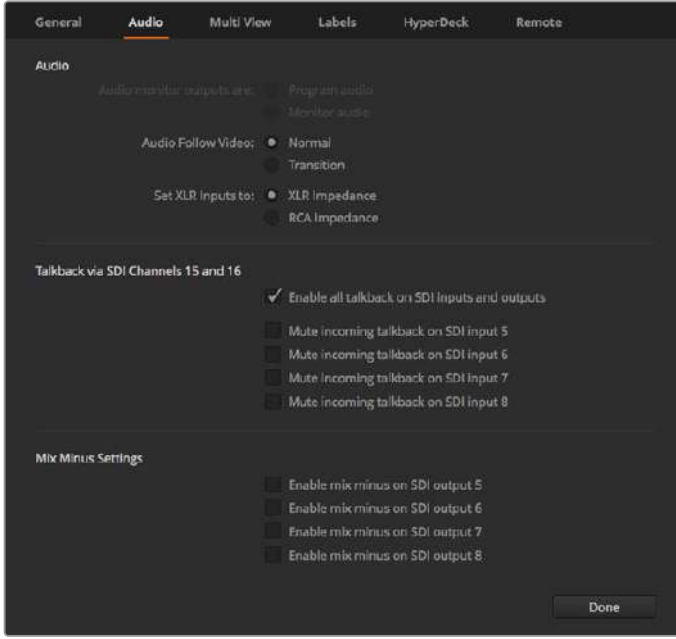 General Audio Multi View Labels HyperDeck Remote
Audio
Audio monitor outputs are: Program audio
Monitor audio
Audio Follow Video: Normal
Transition
Set XLR Inputs to: XLR Impedance
RCA Impedance
Talkback via SDI Channels 15 and 16
Enable all talkback on SDI inputs and outputs
Mute incoming talkback on SDI input 5
Mute incoming talkback on SDI input 6
Mute incoming talkback on SDI input 7
Mute incoming talkback on SDI input 8
Mix Minus Settings
Enable mix minus on SDI output 5
Enable mix minus on SDI output 6
Enable mix minus on SDI output 7
Enable mix minus on SDI output 8
Done